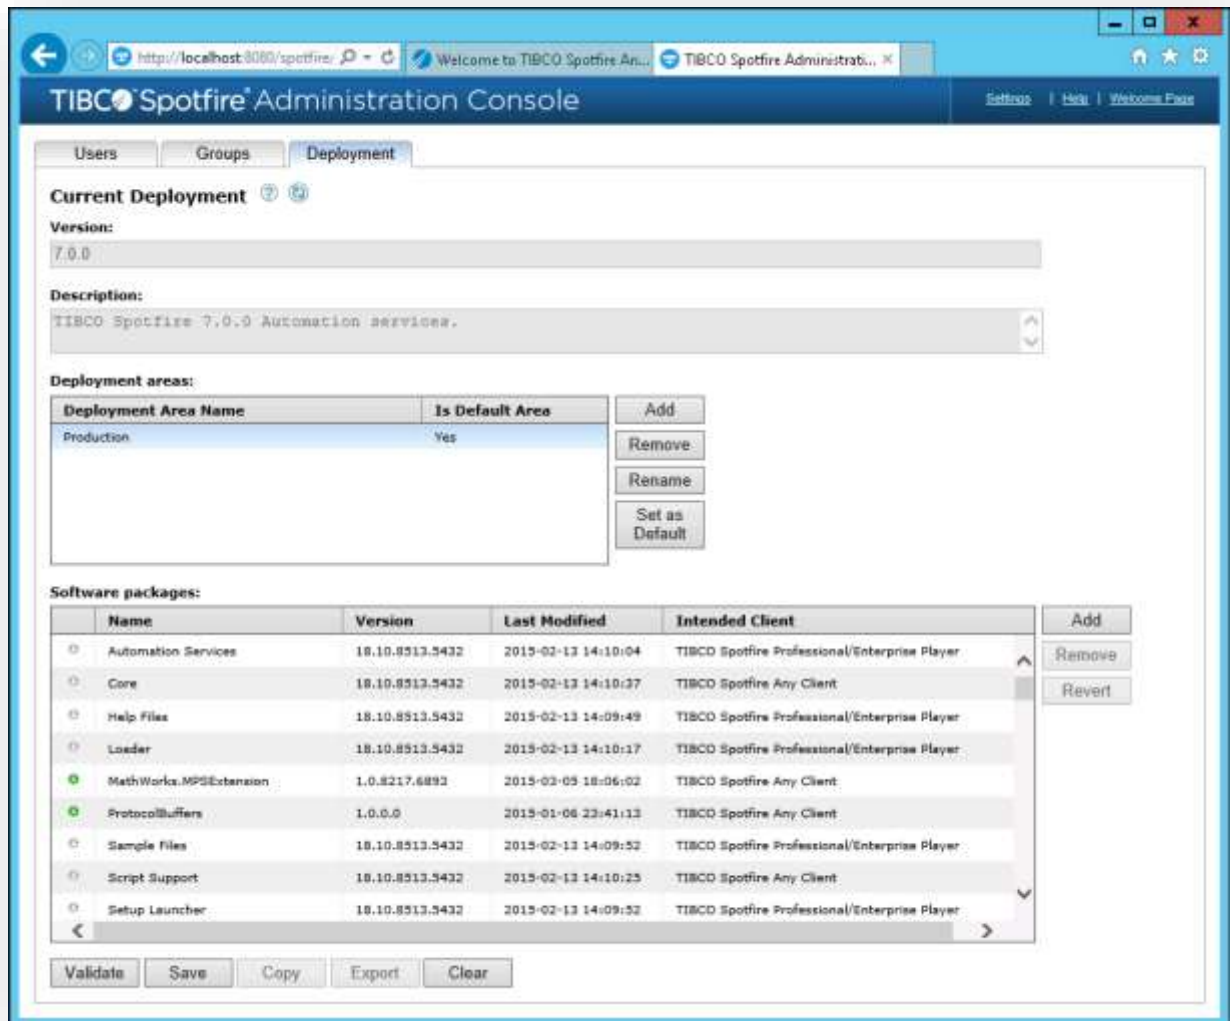 http://localhost:8080/spotfire/
Welcome to TIBCO Spotfire An...
TIBCO Spotfire Administrati...
TIBCO Spotfire Administration Console
Settings | Help | Welcome Page
Users Groups Deployment
Current Deployment
Version:
7.0.0
Description:
TIBCO Spotfire 7.0.0 Automation services.
Deployment areas:
Deployment Area Name Is Default Area
Production Yes
Add
Remove
Rename
Set as
Default
Software packages:
Name Version Last Modified Intended Client
Automation Services 18.10.8513.5432 2015-02-13 14:10:04 TIBCO Spotfire Professional/Enterprise Player
Core 18.10.8513.5432 2015-02-13 14:10:37 TIBCO Spotfire Any Client
Help Files 18.10.8513.5432 2015-02-13 14:09:49 TIBCO Spotfire Professional/Enterprise Player
Loader 18.10.8513.5432 2015-02-13 14:10:17 TIBCO Spotfire Professional/Enterprise Player
MathWorks.MPSExtension 1.0.8217.6893 2015-03-05 18:06:02 TIBCO Spotfire Any Client
ProtocolBuffers 1.0.0.0 2015-01-06 23:41:13 TIBCO Spotfire Any Client
Sample Files 18.10.8513.5432 2015-02-13 14:09:52 TIBCO Spotfire Professional/Enterprise Player
Script Support 18.10.8513.5432 2015-02-13 14:10:25 TIBCO Spotfire Any Client
Setup Launcher 18.10.8513.5432 2015-02-13 14:09:52 TIBCO Spotfire Professional/Enterprise Player
Add
Remove
Revert
Validate Save Copy Export Clear